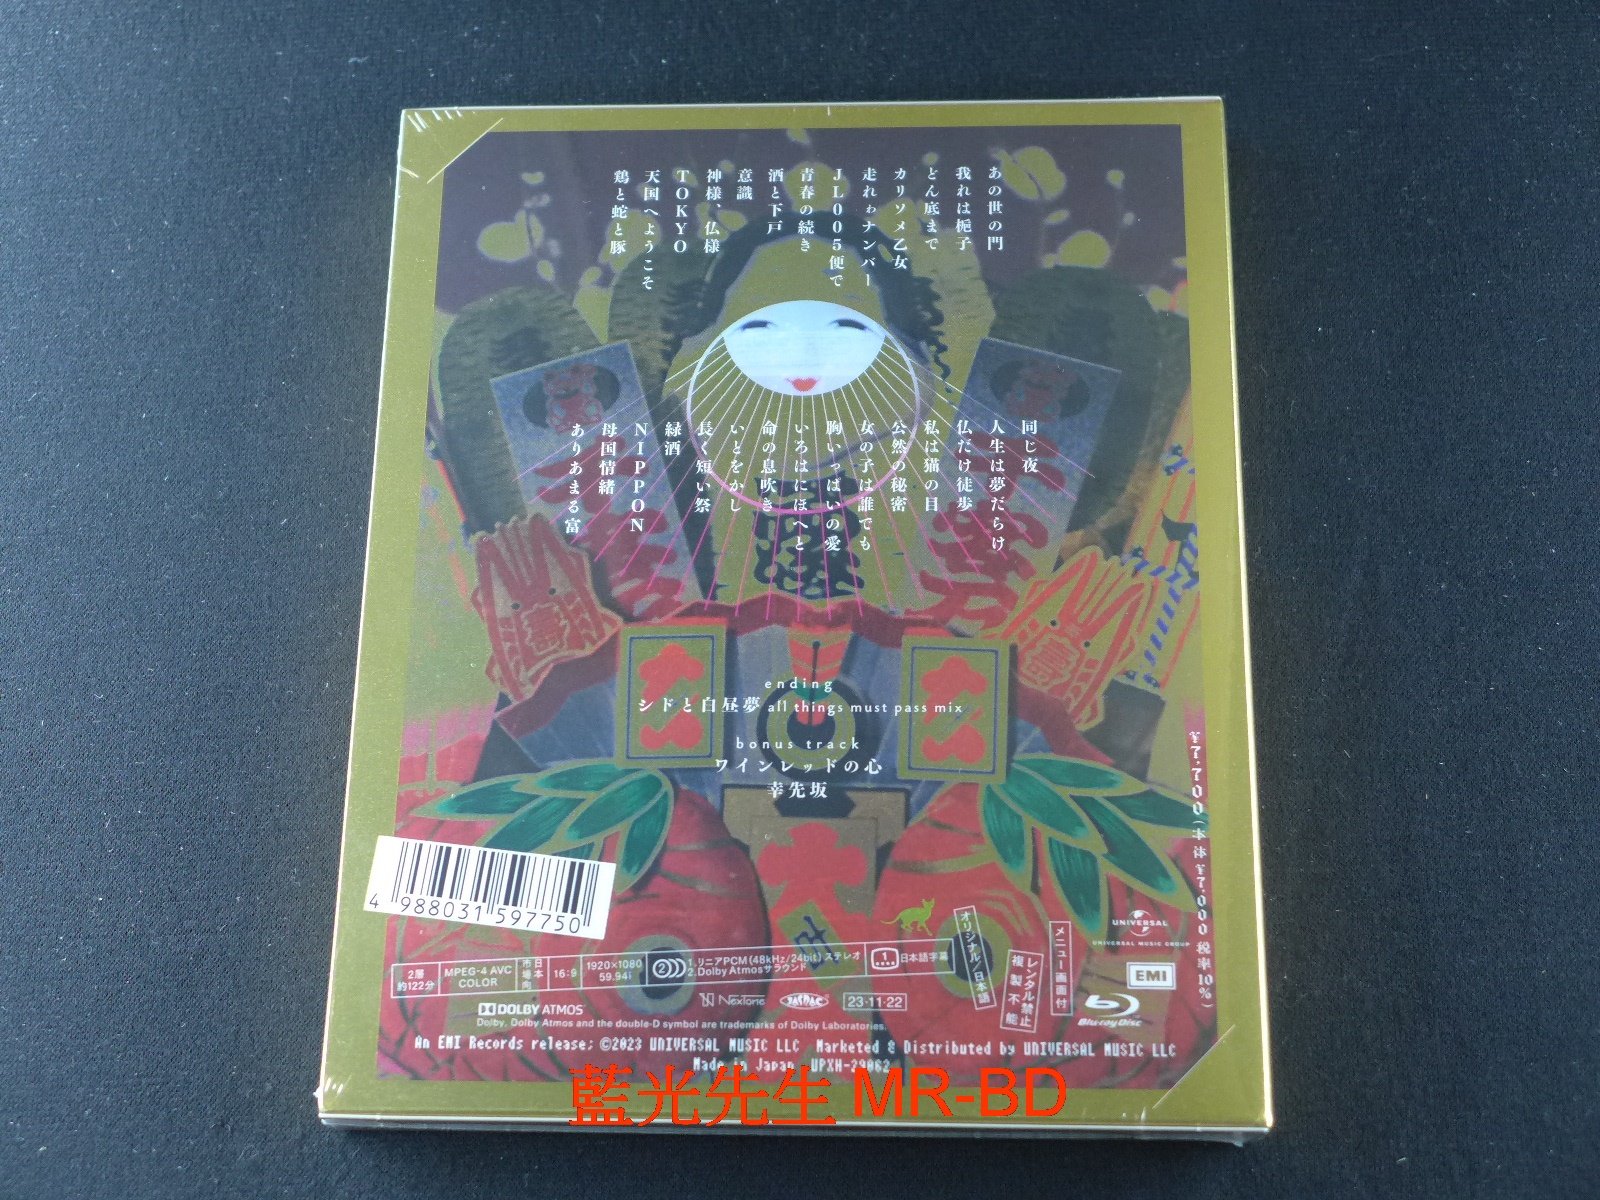 あの世の門
我れは梔子
どん底まで
カリソメ乙女
走れゎナンバー
JL005便で
青春の続き
酒と下戸
意識
神様、仏様
TOKYO
天国へようこそ
鶏と蛇と豚
同じ夜
人生は夢だらけ
仏だけ徒歩
私は猫の目
公然の秘密
女の子は誰でも
胸いっぱいの愛
いろはにほへと
命の息吹き
いとをかし
長く短い祭
緑酒
NIPPON
母国情緒
ありあまる富
ending
シドと白昼夢 all things must pass mix
bonus track
ワインレッドの心
幸先坂
¥7,700(本体¥7,000 税率10%)
4 988031 597750
2層
約122分
MPEG-4 AVC
COLOR
日本
市場向
16:9
1920×1080
59.94i
2
1.リニアPCM(48kHz/24bit)ステレオ
2.Dolby Atmosサラウンド
1
日本語字幕
オリジナル/日本語
レンタル禁止
複製不能
メニュー画面付
UNIVERSAL
UNIVERSAL MUSIC GROUP
EMI
Blu-ray Disc
DOLBY ATMOS
NexTone
JASRAC
23·11·22
Dolby, Dolby Atmos and the double-D symbol are trademarks of Dolby Laboratories.
An EMI Records release; ©2023 UNIVERSAL MUSIC LLC Marketed & Distributed by UNIVERSAL MUSIC LLC
Made in Japan UPXH-29062
藍光先生 MR-BD